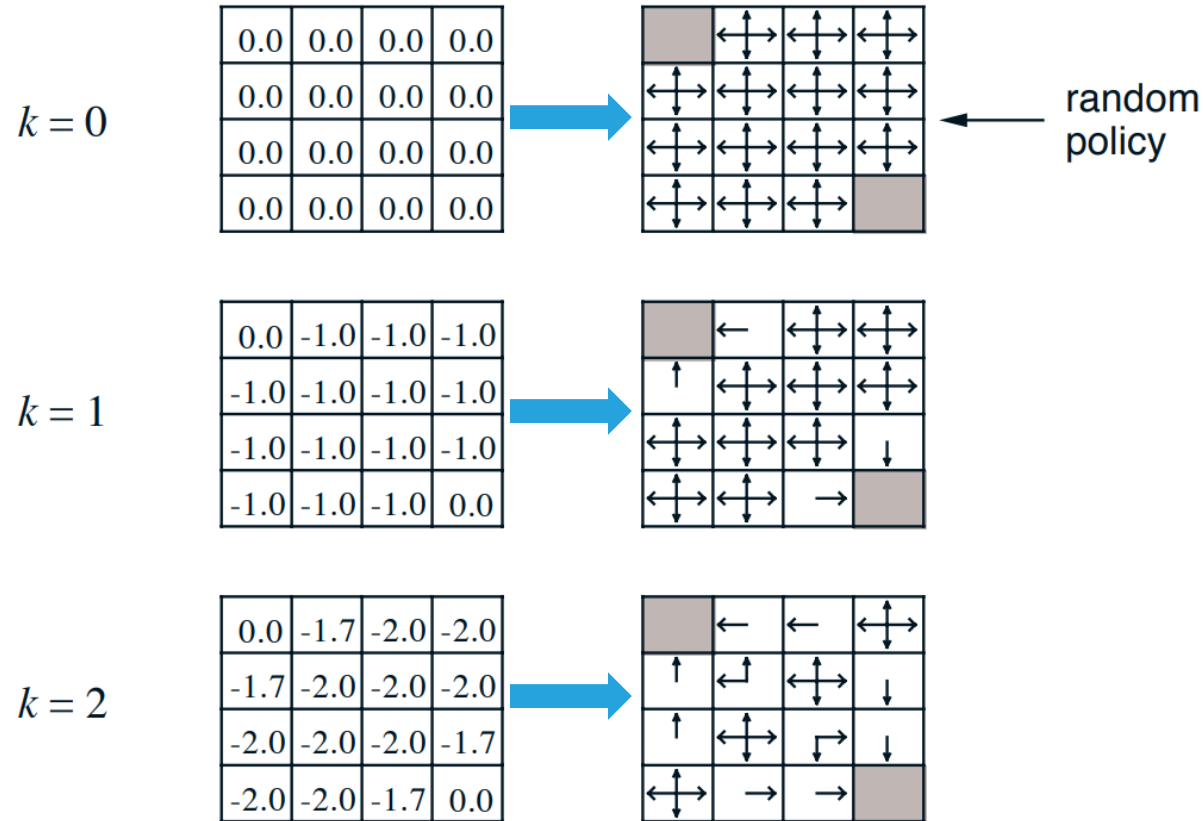 k = 0
0.0 0.0 0.0 0.0
0.0 0.0 0.0 0.0
0.0 0.0 0.0 0.0
0.0 0.0 0.0 0.0
random
policy
k = 1
0.0 -1.0 -1.0 -1.0
-1.0 -1.0 -1.0 -1.0
-1.0 -1.0 -1.0 -1.0
-1.0 -1.0 -1.0 0.0
k = 2
0.0 -1.7 -2.0 -2.0
-1.7 -2.0 -2.0 -2.0
-2.0 -2.0 -2.0 -1.7
-2.0 -2.0 -1.7 0.0